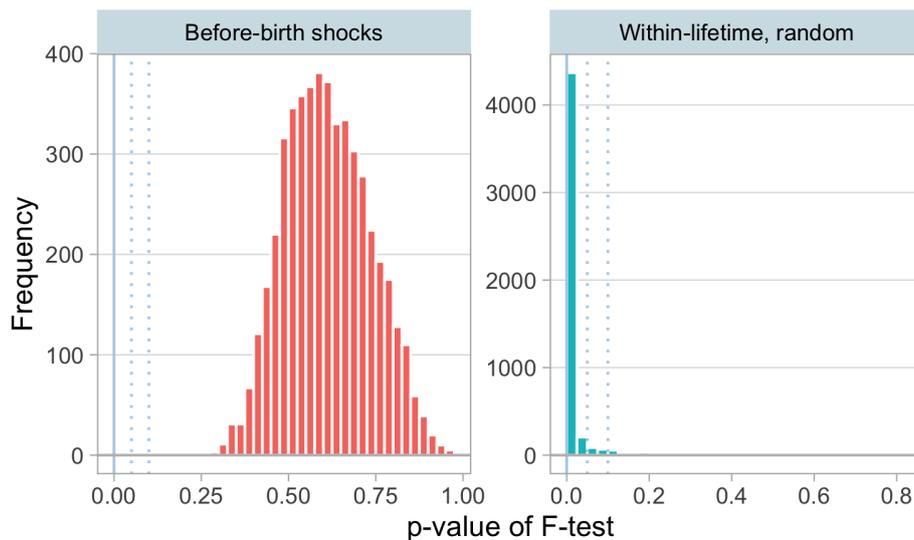 Before-birth shocks
Within-lifetime, random
Frequency
400
300
200
100
0
0.00 0.25 0.50 0.75 1.00
4000
3000
2000
1000
0
0.0 0.2 0.4 0.6 0.8
p-value of F-test